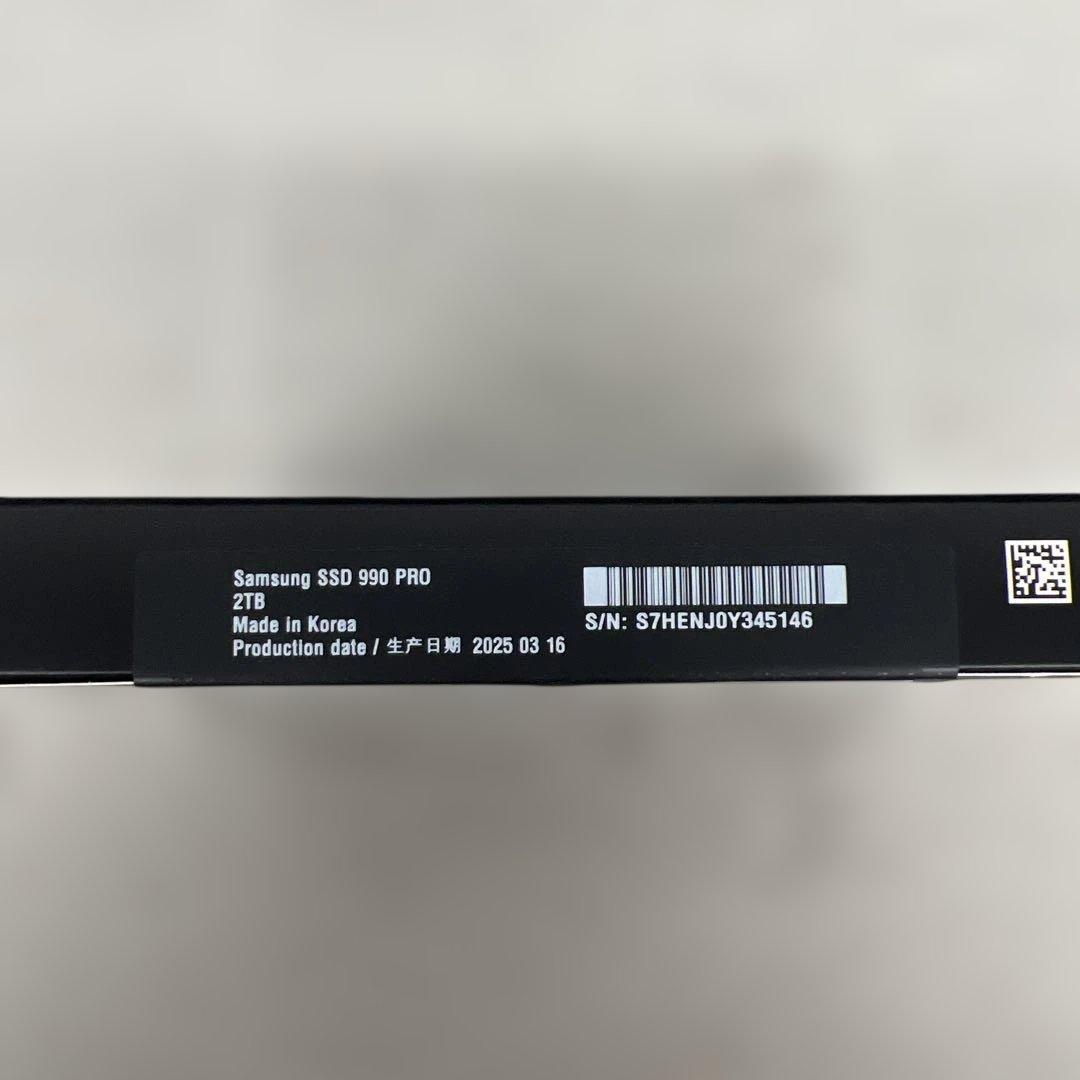 Samsung SSD 990 PRO
2TB
Made in Korea
Production date / 生产日期 2025 03 16
S/N: S7HENJ0Y345146